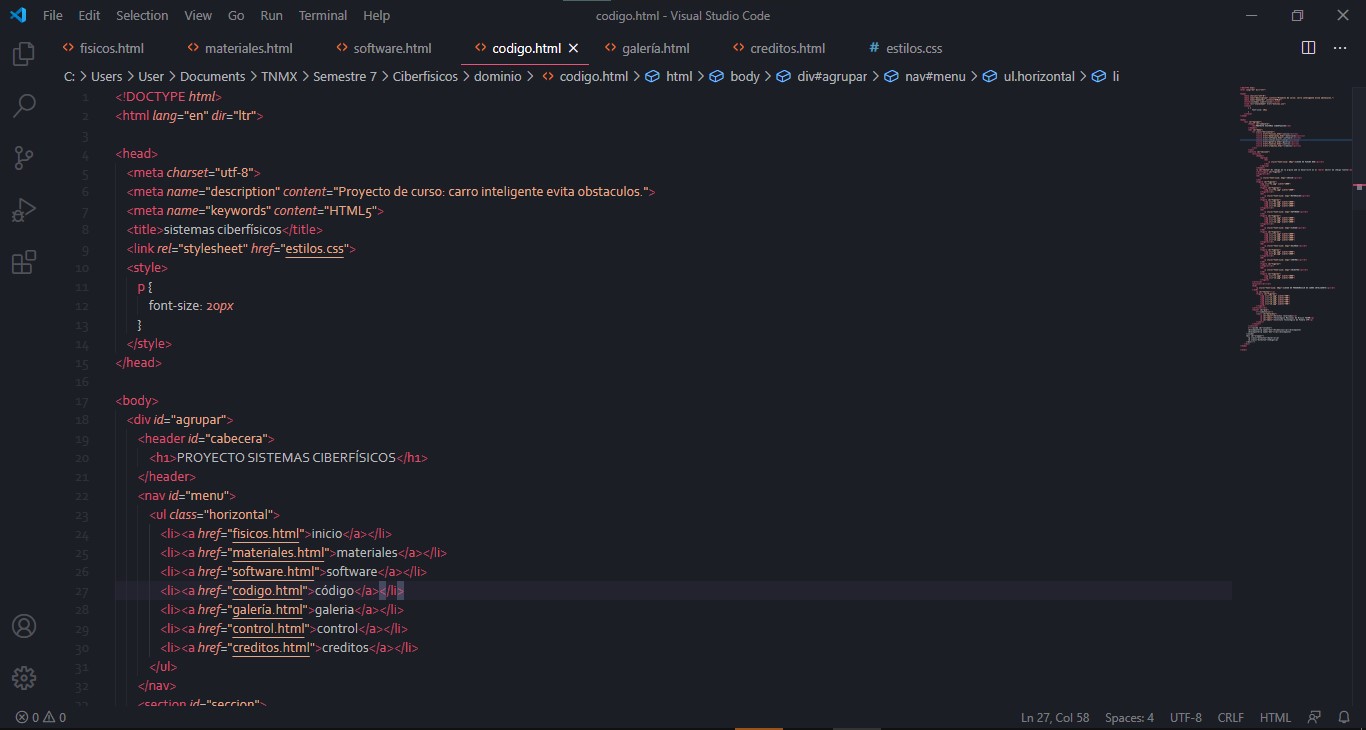 File Edit Selection View Go Run Terminal Help codigo.html - Visual Studio Code
fisicos.html materiales.html software.html codigo.html galería.html creditos.html # estilos.css
C: > Users > User > Documents > TNMX > Semestre 7 > Ciberfisicos > dominio > codigo.html > html > body > div#agrupar > nav#menu > ul.horizontal > li
1 <!DOCTYPE html>
2 <html lang="en" dir="ltr">
3
4 <head>
5 <meta charset="utf-8">
6 <meta name="description" content="Proyecto de curso: carro inteligente evita obstaculos.">
7 <meta name="keywords" content="HTML5">
8 <title>sistemas ciberfísicos</title>
9 <link rel="stylesheet" href="estilos.css">
10 <style>
11 p {
12 font-size: 20px
13 }
14 </style>
15 </head>
16
17 <body>
18 <div id="agrupar">
19 <header id="cabecera">
20 <h1>PROYECTO SISTEMAS CIBERFÍSICOS</h1>
21 </header>
22 <nav id="menu">
23 <ul class="horizontal">
24 <li><a href="fisicos.html">inicio</a></li>
25 <li><a href="materiales.html">materiales</a></li>
26 <li><a href="software.html">software</a></li>
27 <li><a href="codigo.html">código</a></li>
28 <li><a href="galería.html">galeria</a></li>
29 <li><a href="control.html">control</a></li>
30 <li><a href="creditos.html">creditos</a></li>
31 </ul>
32 </nav>
33 <section id="seccion">
0 0 Ln 27, Col 58 Spaces: 4 UTF-8 CRLF HTML